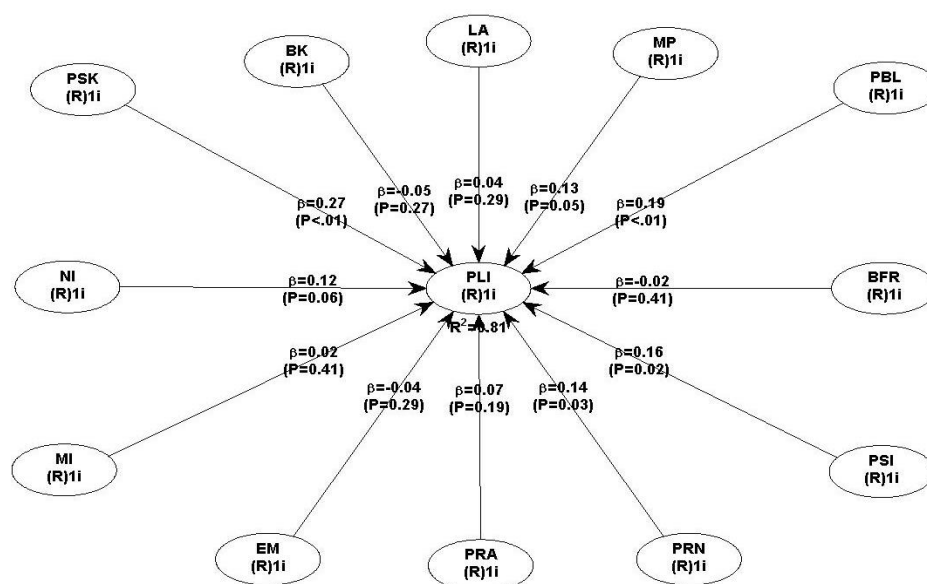 LA
(R)1i
BK
(R)1i
MP
(R)1i
PSK
(R)1i
PBL
(R)1i
β=0.27
(P<.01)
β=-0.05
(P=0.27)
β=0.04
(P=0.29)
β=0.13
(P=0.05)
β=0.19
(P<.01)
NI
(R)1i
β=0.12
(P=0.06)
PLI
(R)1i
R²=0.81
β=-0.02
(P=0.41)
BFR
(R)1i
β=0.02
(P=0.41)
β=-0.04
(P=0.29)
β=0.07
(P=0.19)
β=0.14
(P=0.03)
β=0.16
(P=0.02)
MI
(R)1i
PSI
(R)1i
EM
(R)1i
PRA
(R)1i
PRN
(R)1i